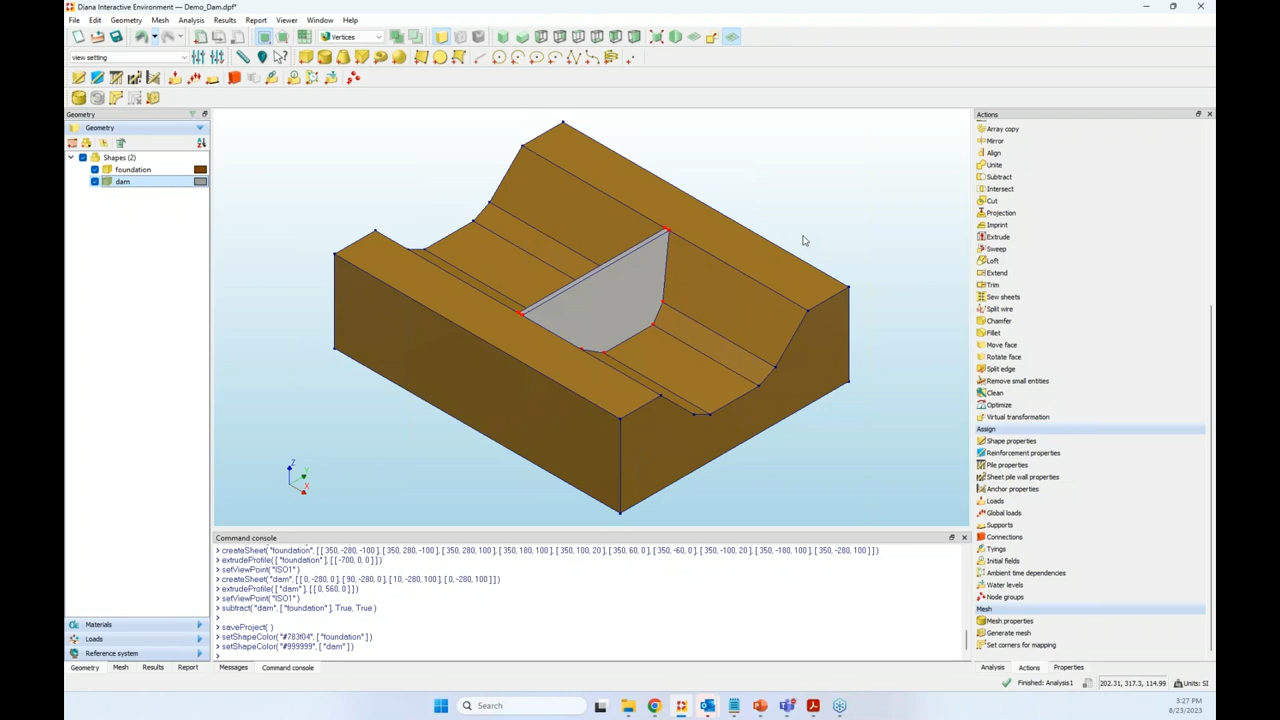 Diana Interactive Environment — Demo_Dam.dpf*
File Edit Geometry Mesh Analysis Results Report Viewer Window Help
Vertices
view setting
Geometry
Geometry
Shapes (2)
foundation
dam
Z
Y
X
Materials
Loads
Reference system
Geometry Mesh Results Report
Command console
> createSheet( "foundation", [ [ 350, -280, -100 ], [ 350, 280, -100 ], [ 350, 280, 100 ], [ 350, 180, 100 ], [ 350, 100, 20 ], [ 350, 60, 0 ], [ 350, -60, 0 ], [ 350, -100, 20 ], [ 350, -180, 100 ], [ 350, -280, 100 ] ] )
> extrudeProfile( [ "foundation" ], [ [ -700, 0, 0 ] ] )
> setViewPoint( "ISO1" )
> createSheet( "dam", [ [ 0, -280, 0 ], [ 90, -280, 0 ], [ 10, -280, 100 ], [ 0, -280, 100 ] ] )
> extrudeProfile( [ "dam" ], [ [ 0, 560, 0 ] ] )
> setViewPoint( "ISO1" )
> subtract( "dam", [ "foundation" ], True, True )
>
> saveProject( )
> setShapeColor( "#783f04", [ "foundation" ] )
> setShapeColor( "#999999", [ "dam" ] )
>
Messages Command console
Actions
Array copy
Mirror
Align
Unite
Subtract
Intersect
Cut
Projection
Imprint
Extrude
Sweep
Loft
Extend
Trim
Sew sheets
Split wire
Chamfer
Fillet
Move face
Rotate face
Split edge
Remove small entities
Clean
Optimize
Virtual transformation
Assign
Shape properties
Reinforcement properties
Pile properties
Sheet pile wall properties
Anchor properties
Loads
Global loads
Supports
Connections
Tyings
Initial fields
Ambient time dependencies
Water levels
Node groups
Mesh
Mesh properties
Generate mesh
Set corners for mapping
Analysis Actions Properties
Finished: Analysis1 202.31, 317.3, 114.99 Units: SI
Search
3:27 PM
8/23/2023